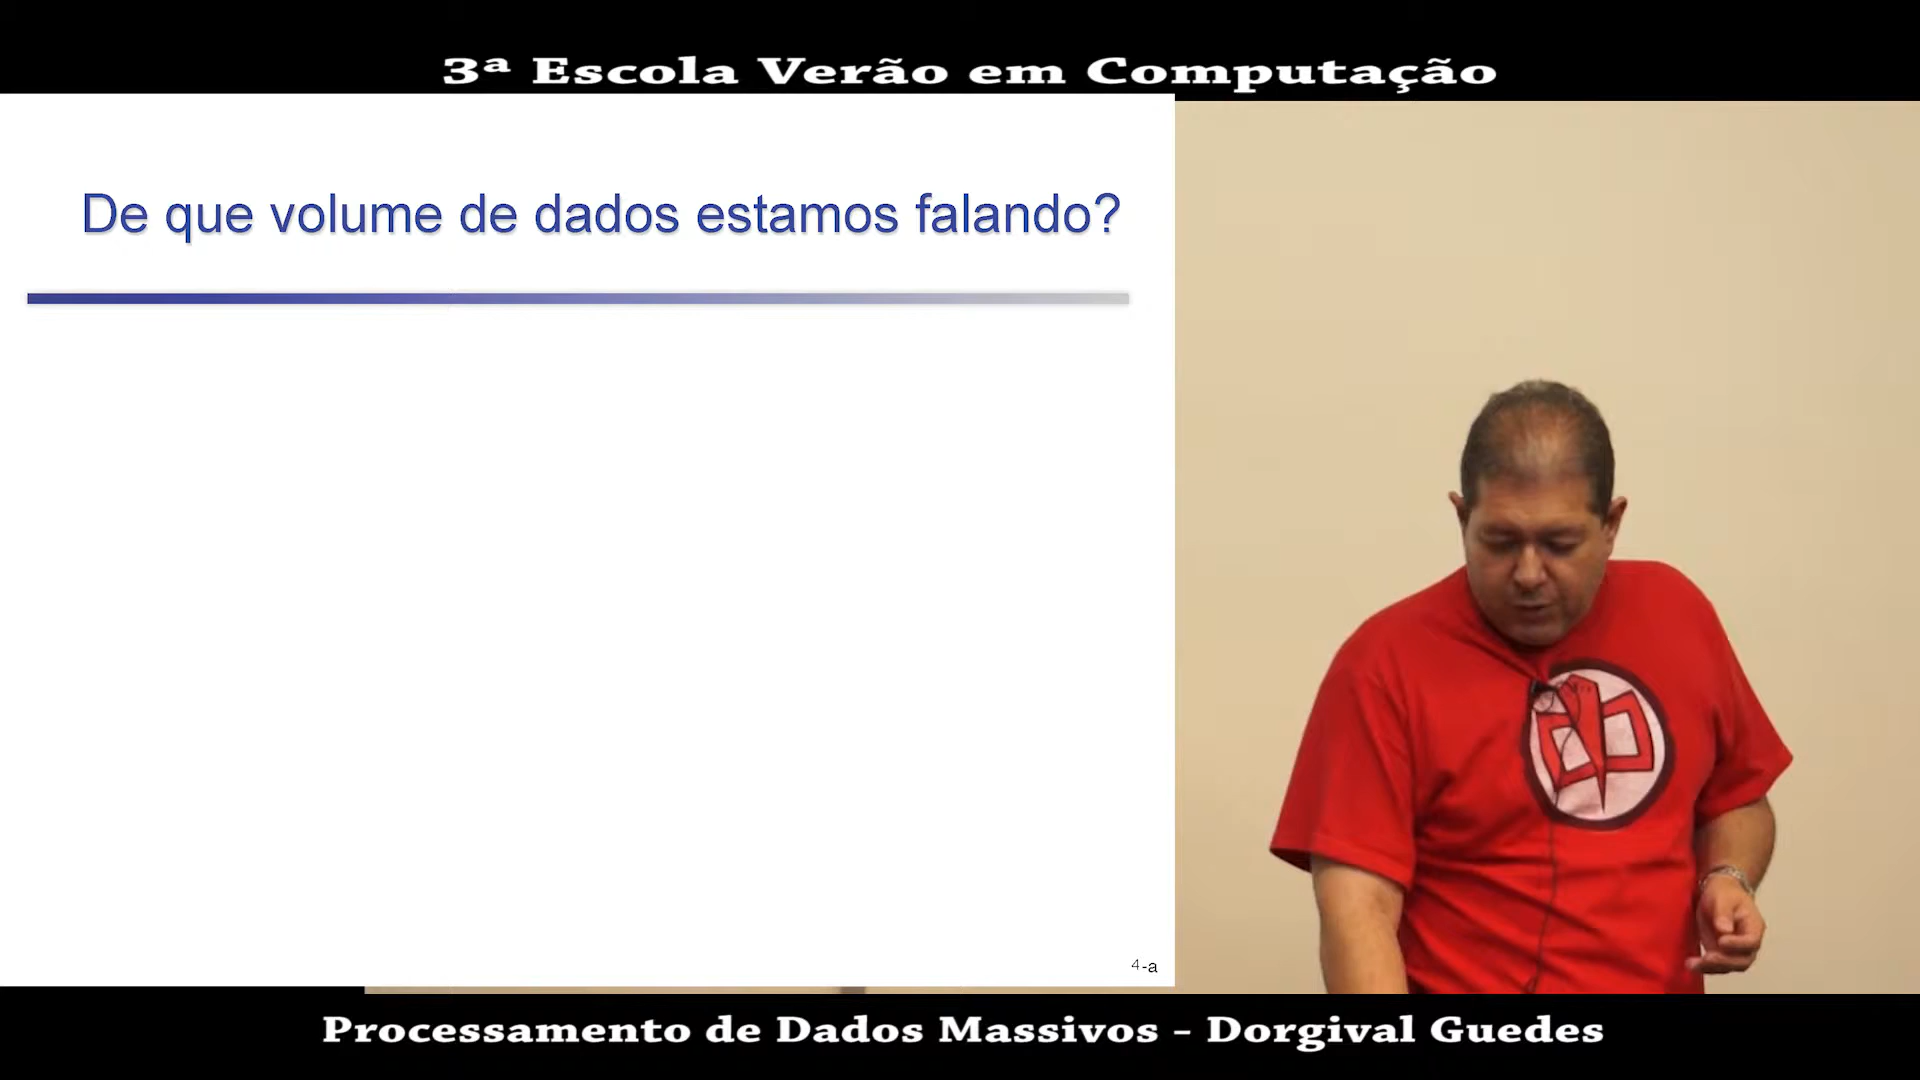 3ª Escola Verão em Computação
De que volume de dados estamos falando?
4-a
Processamento de Dados Massivos – Dorgival Guedes